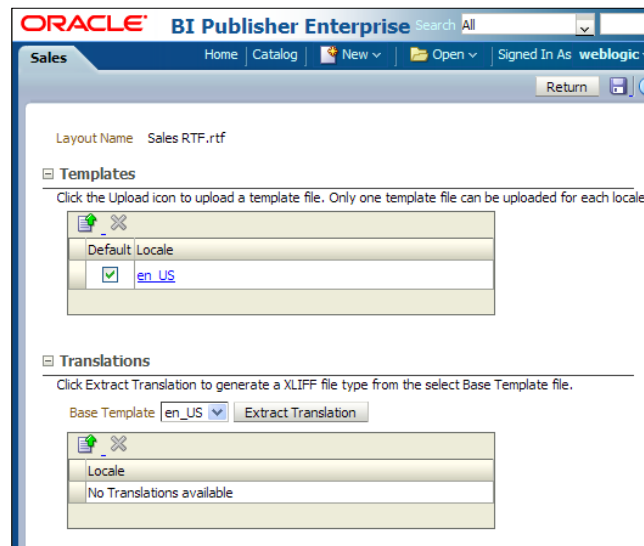 ORACLE® BI Publisher Enterprise Search All
Sales Home Catalog New Open Signed In As weblogic
Return
Layout Name Sales RTF.rtf
Templates
Click the Upload icon to upload a template file. Only one template file can be uploaded for each locale
Default Locale
en_US
Translations
Click Extract Translation to generate a XLIFF file type from the select Base Template file.
Base Template en_US Extract Translation
Locale
No Translations available